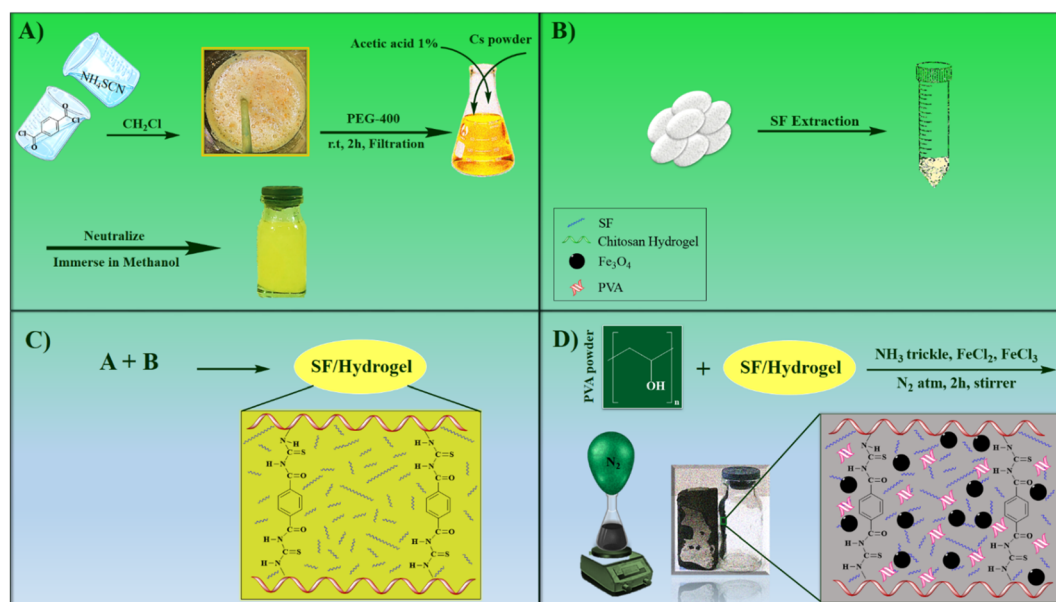 A)
NH₄SCN
O
Cl
Cl
O
CH₂Cl
PEG-400
r.t, 2h, Filtration
Acetic acid 1%
Cs powder
Neutralize
Immerse in Methanol
B)
SF Extraction
SF
Chitosan Hydrogel
Fe₃O₄
PVA
C)
A + B
SF/Hydrogel
N H
C=S
H-N
C=O
C=O
H-N
C=S
H-N
H-N
C=S
H-N
C=O
C=O
H-N
C=S
H-N
D)
PVA powder
OH
n
+
SF/Hydrogel
NH₃ trickle, FeCl₂, FeCl₃
N₂ atm, 2h, stirrer
N₂
N H
C=S
H-N
C=O
C=O
H-N
C=S
H-N
H-N
C=S
H-N
C=O
C=O
H-N
C=S
H-N